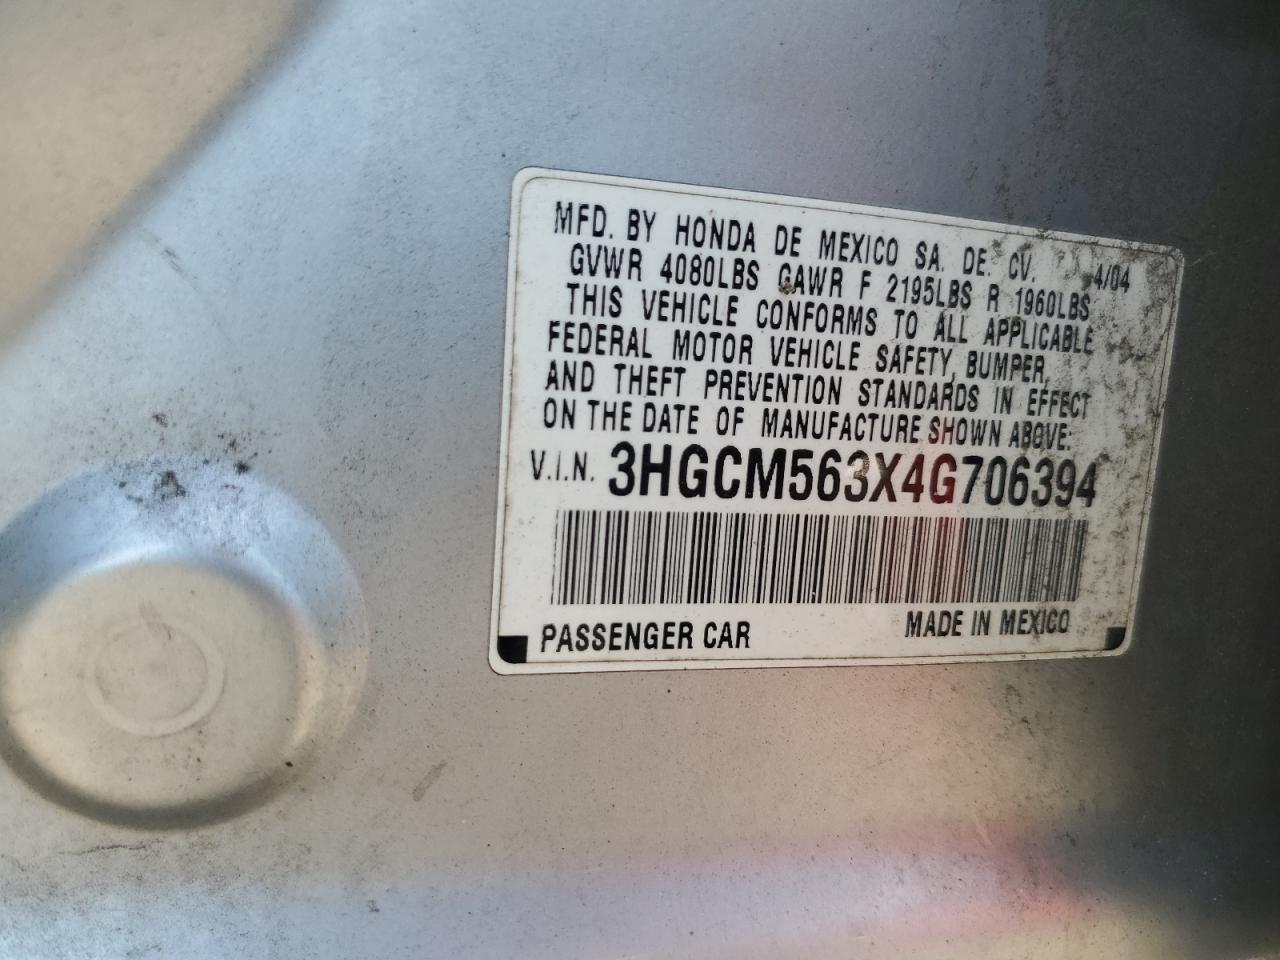 MFD. BY HONDA DE MEXICO SA. DE. CV. 4/04
GVWR 4080LBS GAWR F 2195LBS R 1960LBS
THIS VEHICLE CONFORMS TO ALL APPLICABLE
FEDERAL MOTOR VEHICLE SAFETY, BUMPER,
AND THEFT PREVENTION STANDARDS IN EFFECT
ON THE DATE OF MANUFACTURE SHOWN ABOVE:
V.I.N. 3HGCM563X4G706394
PASSENGER CAR MADE IN MEXICO